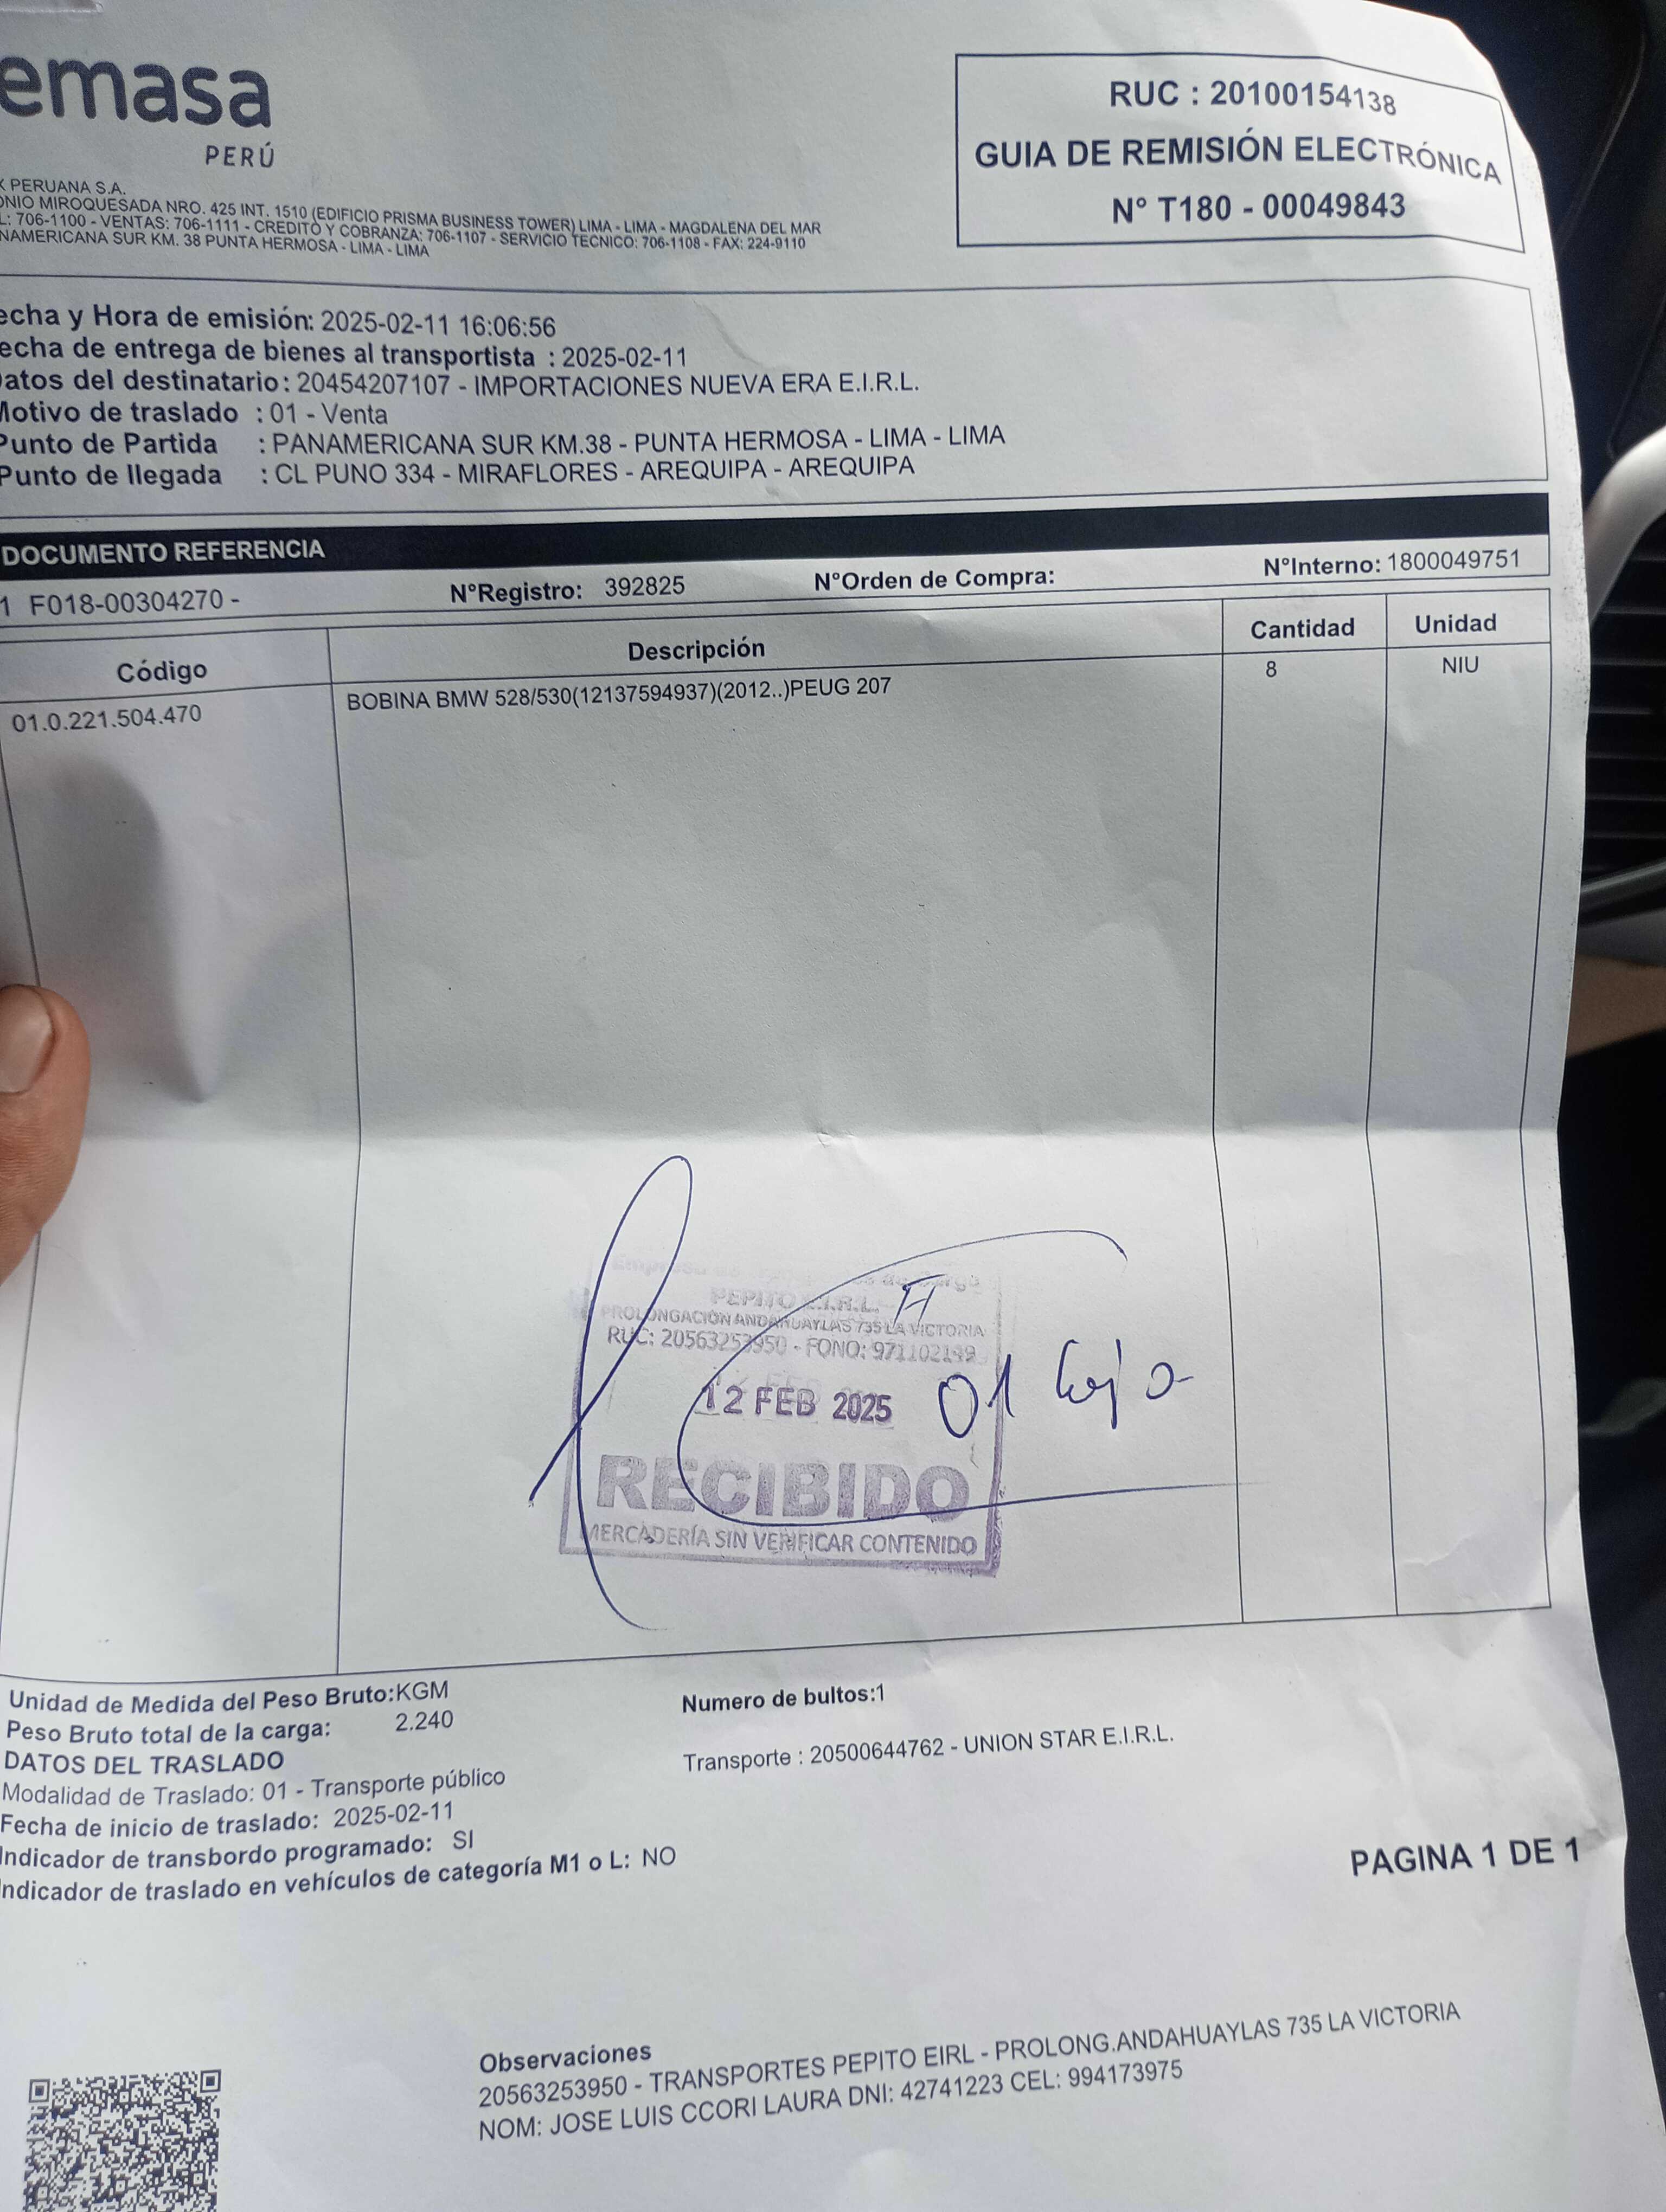 emasa
PERÚ
RUC : 20100154138
GUIA DE REMISIÓN ELECTRÓNICA
N° T180 - 00049843
PERUANA S.A.
ONIO MIROQUESADA NRO. 425 INT. 1510 (EDIFICIO PRISMA BUSINESS TOWER) LIMA - LIMA - MAGDALENA DEL MAR
L: 706-1100 - VENTAS: 706-1111 - CREDITO Y COBRANZA: 706-1107 - SERVICIO TECNICO: 706-1108 - FAX: 224-9110
NAMERICANA SUR KM. 38 PUNTA HERMOSA - LIMA - LIMA
echa y Hora de emisión: 2025-02-11 16:06:56
echa de entrega de bienes al transportista : 2025-02-11
atos del destinatario: 20454207107 - IMPORTACIONES NUEVA ERA E.I.R.L.
Motivo de traslado : 01 - Venta
Punto de Partida : PANAMERICANA SUR KM.38 - PUNTA HERMOSA - LIMA - LIMA
Punto de llegada : CL PUNO 334 - MIRAFLORES - AREQUIPA - AREQUIPA
DOCUMENTO REFERENCIA
1 F018-00304270 - N°Registro: 392825 N°Orden de Compra: N°Interno: 1800049751
Código Descripción Cantidad Unidad
01.0.221.504.470 BOBINA BMW 528/530(12137594937)(2012..)PEUG 207 8 NIU
PEPITO E.I.R.L.
PROLONGACIÓN ANDAHUAYLAS 735 LA VICTORIA
RUC: 20563253950 - FONO: 971102149
12 FEB 2025 01 Caja
RECIBIDO
MERCADERÍA SIN VERIFICAR CONTENIDO
Unidad de Medida del Peso Bruto:KGM Numero de bultos:1
Peso Bruto total de la carga: 2.240
DATOS DEL TRASLADO Transporte : 20500644762 - UNION STAR E.I.R.L.
Modalidad de Traslado: 01 - Transporte público
Fecha de inicio de traslado: 2025-02-11
Indicador de transbordo programado: SI
Indicador de traslado en vehículos de categoría M1 o L: NO
PAGINA 1 DE 1
Observaciones
20563253950 - TRANSPORTES PEPITO EIRL - PROLONG.ANDAHUAYLAS 735 LA VICTORIA
NOM: JOSE LUIS CCORI LAURA DNI: 42741223 CEL: 994173975